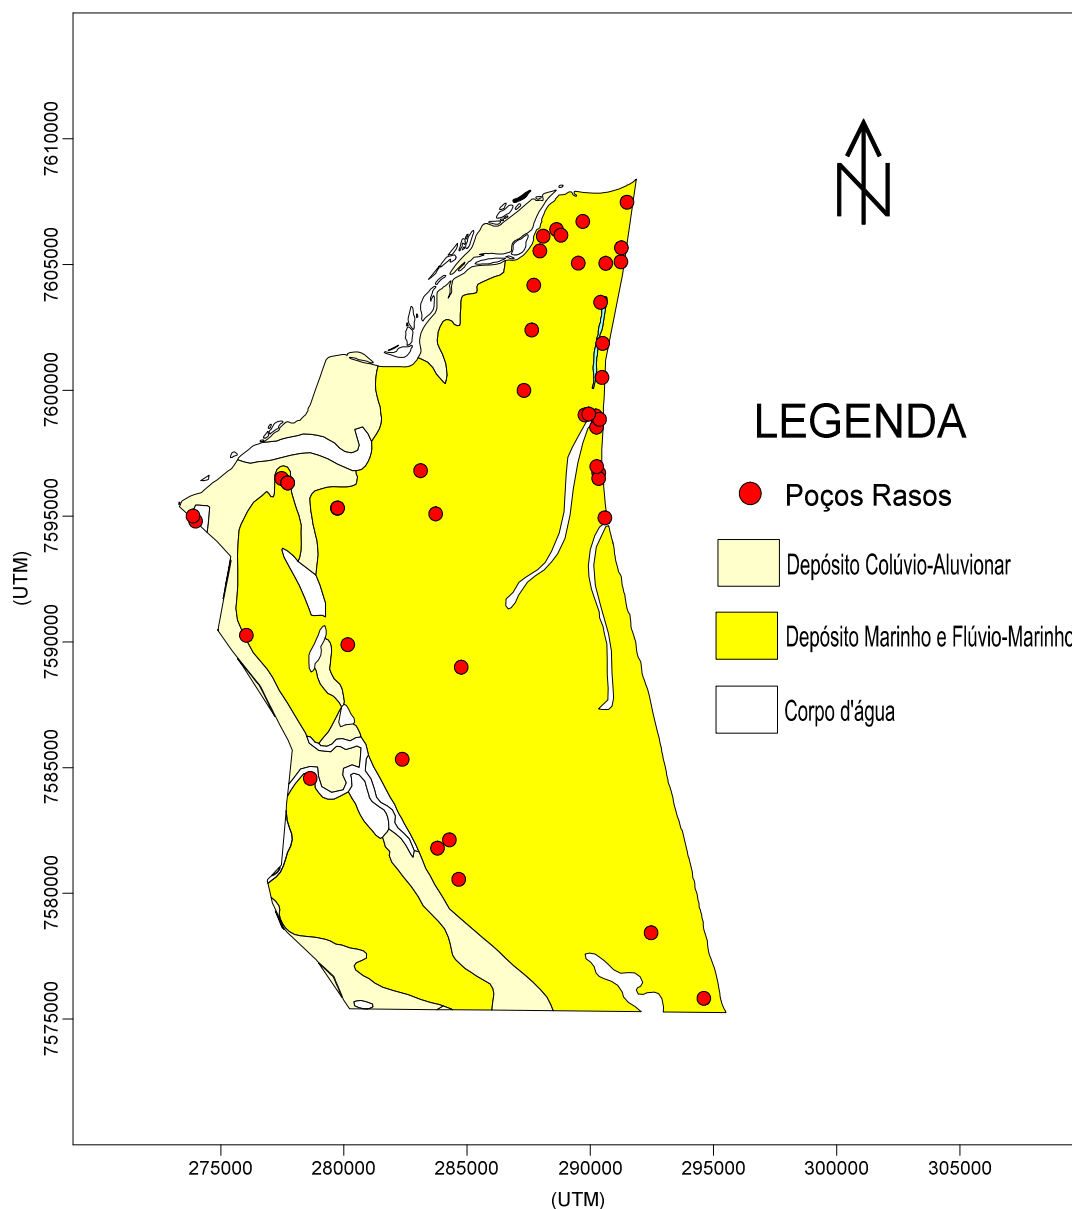 7610000
7605000
7600000
7595000
7590000
7585000
7580000
7575000
(UTM)
N
LEGENDA
Poços Rasos
Depósito Colúvio-Aluvionar
Depósito Marinho e Flúvio-Marinho
Corpo d'água
275000
280000
285000
290000
295000
300000
305000
(UTM)